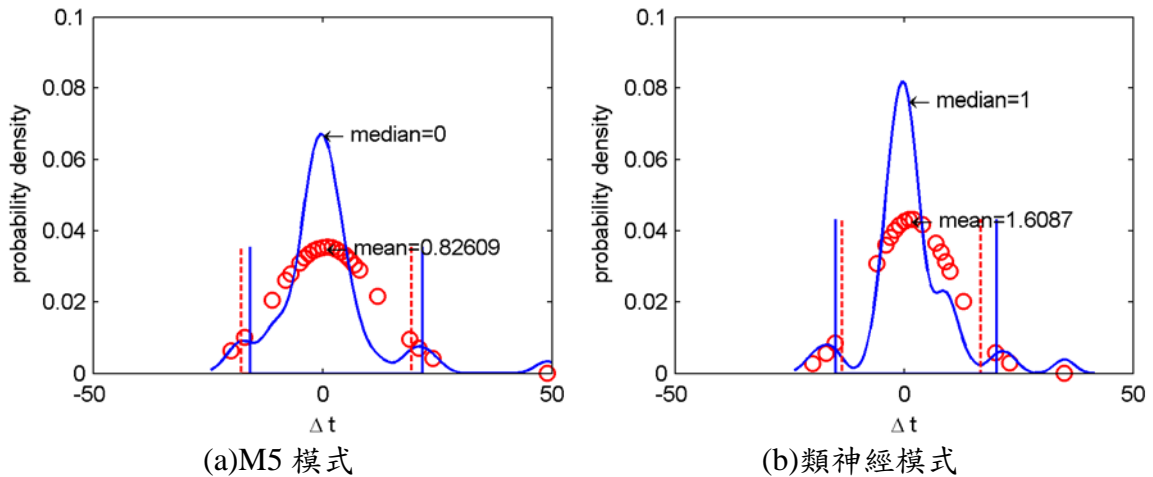 0.1
0.08
0.06
0.04
0.02
0
-50
0
50
probability density
Δ t
← median=0
← mean=0.82609
(a)M5 模式
0.1
0.08
0.06
0.04
0.02
0
-50
0
50
probability density
Δ t
← median=1
← mean=1.6087
(b)類神經模式